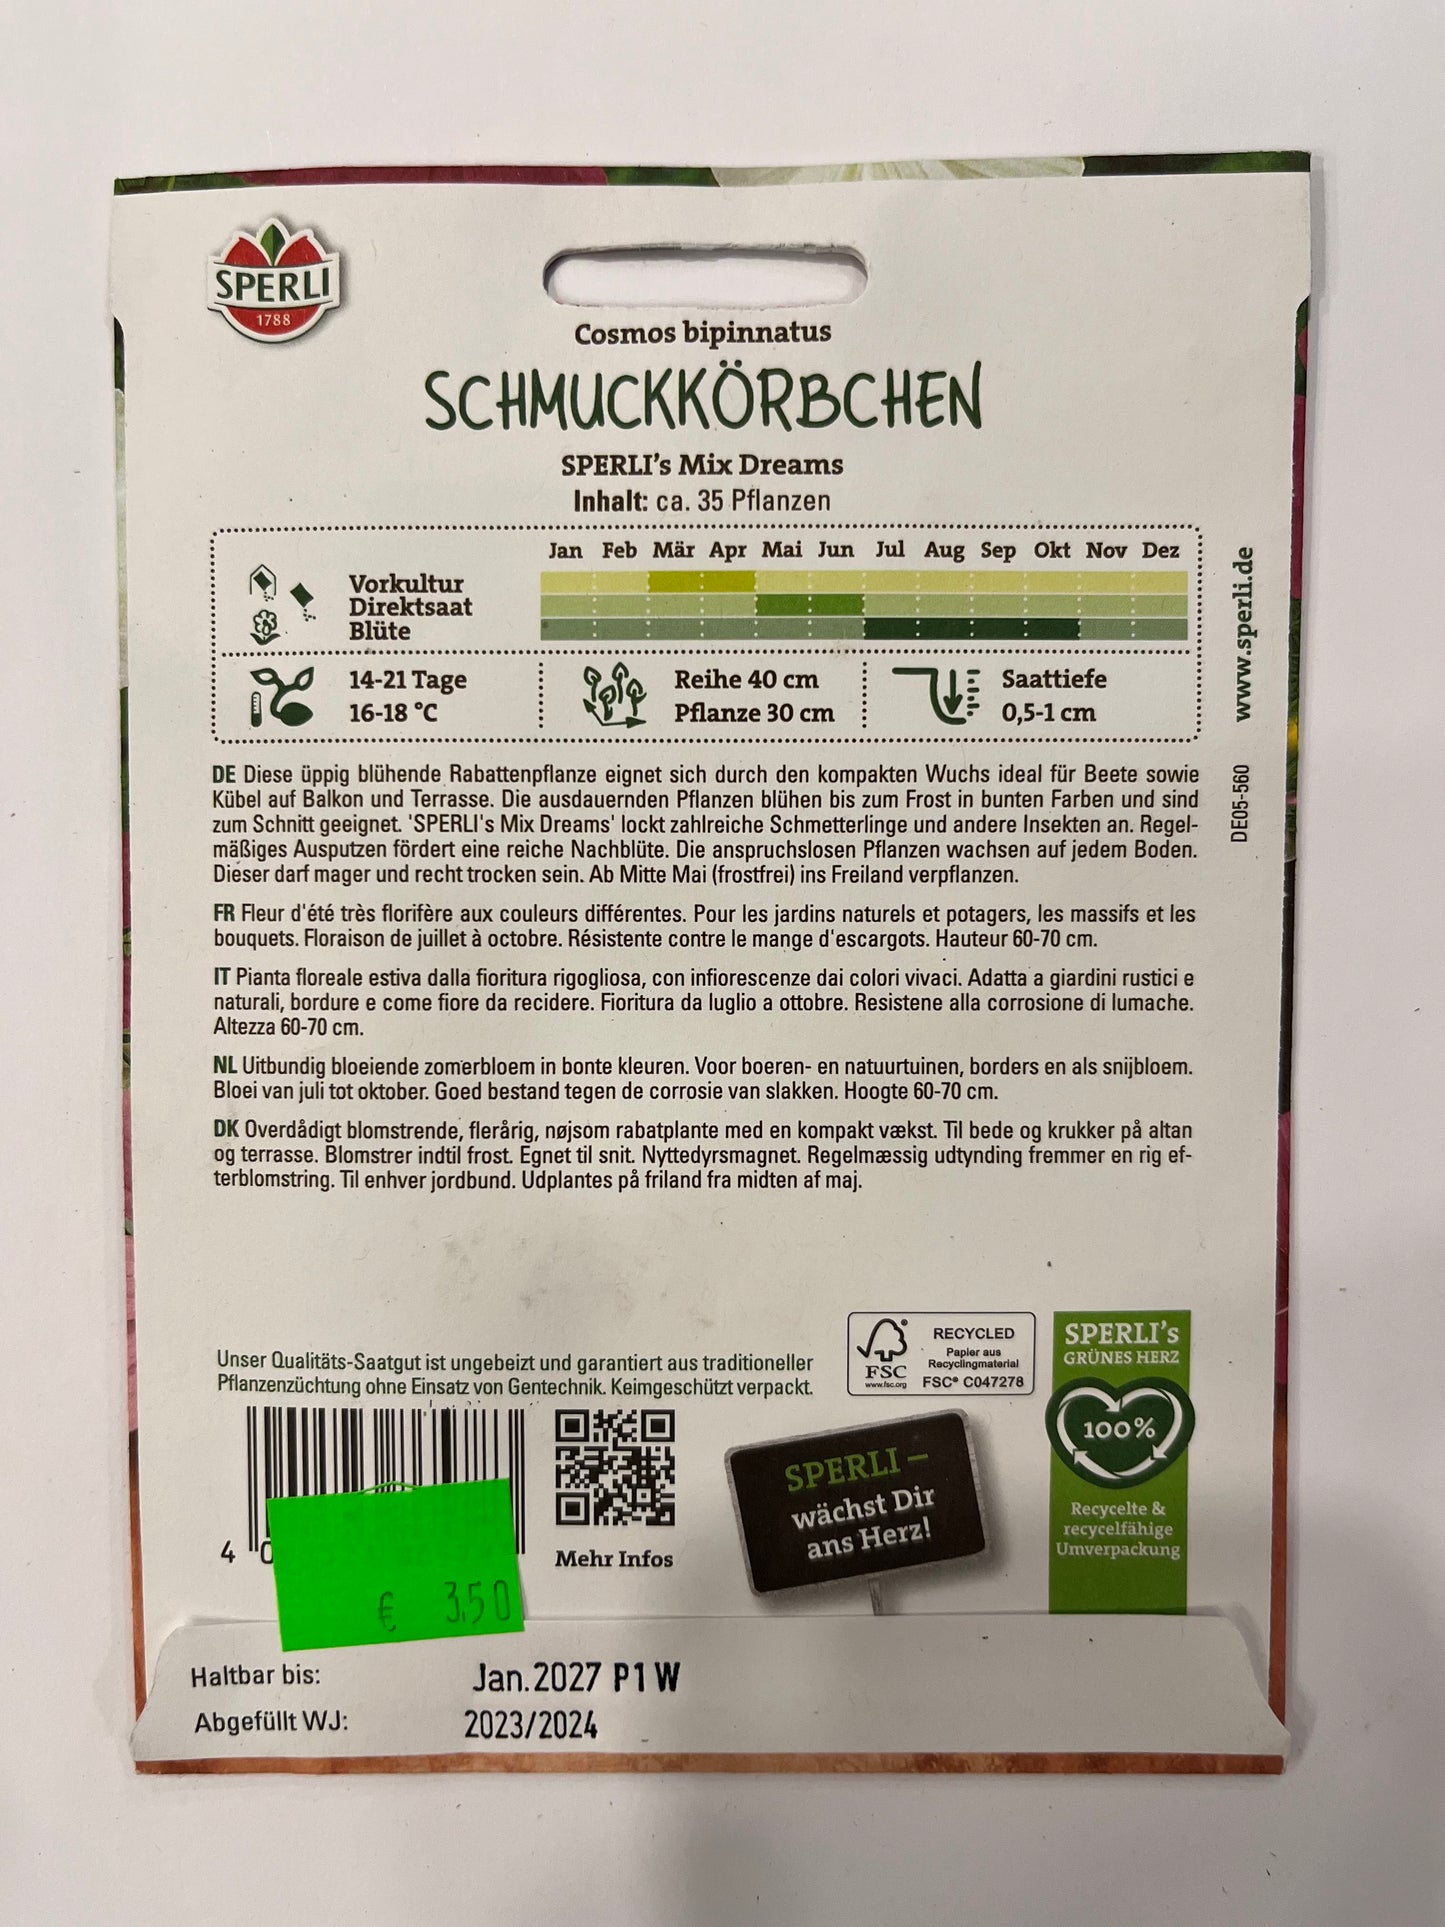 SPERLI
1788
Cosmos bipinnatus
SCHMUCKKÖRBCHEN
SPERLI's Mix Dreams
Inhalt: ca. 35 Pflanzen
Jan Feb Mär Apr Mai Jun Jul Aug Sep Okt Nov Dez
Vorkultur
Direktsaat
Blüte
14-21 Tage
16-18 °C
Reihe 40 cm
Pflanze 30 cm
Saattiefe
0,5-1 cm
www.sperli.de
DE05-560
DE Diese üppig blühende Rabattenpflanze eignet sich durch den kompakten Wuchs ideal für Beete sowie
Kübel auf Balkon und Terrasse. Die ausdauernden Pflanzen blühen bis zum Frost in bunten Farben und sind
zum Schnitt geeignet. 'SPERLI's Mix Dreams' lockt zahlreiche Schmetterlinge und andere Insekten an. Regel-
mäßiges Ausputzen fördert eine reiche Nachblüte. Die anspruchslosen Pflanzen wachsen auf jedem Boden.
Dieser darf mager und recht trocken sein. Ab Mitte Mai (frostfrei) ins Freiland verpflanzen.
FR Fleur d'été très florifère aux couleurs différentes. Pour les jardins naturels et potagers, les massifs et les
bouquets. Floraison de juillet à octobre. Résistente contre le mange d'escargots. Hauteur 60-70 cm.
IT Pianta floreale estiva dalla fioritura rigogliosa, con infiorescenze dai colori vivaci. Adatta a giardini rustici e
naturali, bordure e come fiore da recidere. Fioritura da luglio a ottobre. Resistene alla corrosione di lumache.
Altezza 60-70 cm.
NL Uitbundig bloeiende zomerbloem in bonte kleuren. Voor boeren- en natuurtuinen, borders en als snijbloem.
Bloei van juli tot oktober. Goed bestand tegen de corrosie van slakken. Hoogte 60-70 cm.
DK Overdådigt blomstrende, flerårig, nøjsom rabatplante med en kompakt vækst. Til bede og krukker på altan
og terrasse. Blomstrer indtil frost. Egnet til snit. Nyttedyrsmagnet. Regelmæssig udtynding fremmer en rig ef-
terblomstring. Til enhver jordbund. Udplantes på friland fra midten af maj.
Unser Qualitäts-Saatgut ist ungebeizt und garantiert aus traditioneller
Pflanzenzüchtung ohne Einsatz von Gentechnik. Keimgeschützt verpackt.
FSC
www.fsc.org
RECYCLED
Papier aus
Recyclingmaterial
FSC® C047278
SPERLI's
GRÜNES HERZ
100%
Recycelte &
recycelfähige
Umverpackung
SPERLI –
wächst Dir
ans Herz!
Mehr Infos
4 0
€ 3,50
Haltbar bis: Jan.2027 P1 W
Abgefüllt WJ: 2023/2024